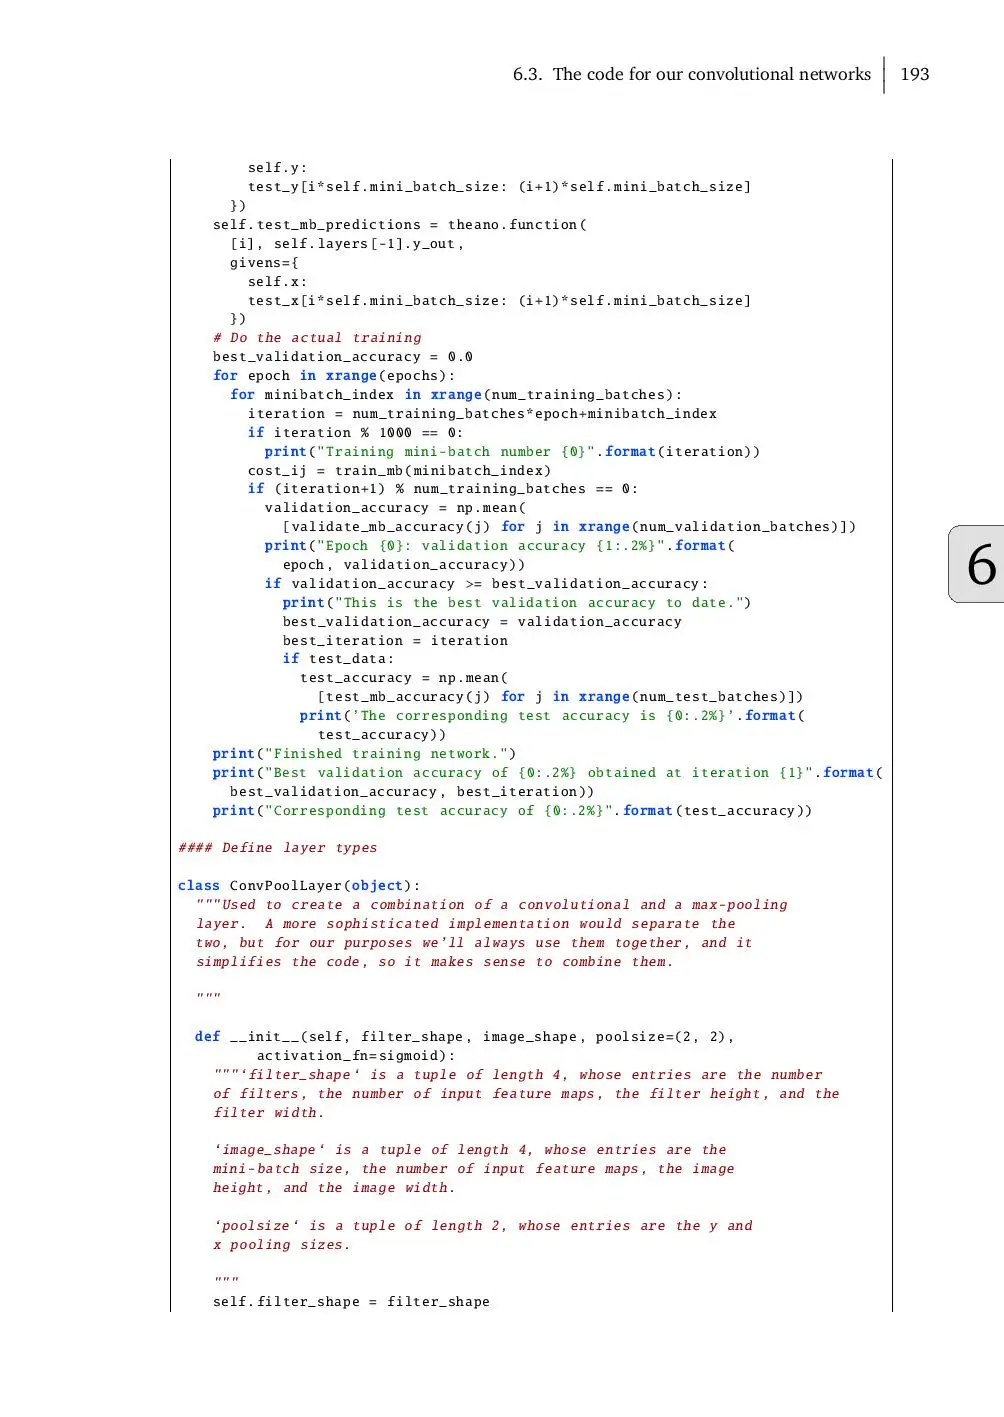 6.3. The code for our convolutional networks 193
self.y:
test_y[i*self.mini_batch_size: (i+1)*self.mini_batch_size]
})
self.test_mb_predictions = theano.function(
[i], self.layers[-1].y_out,
givens={
self.x:
test_x[i*self.mini_batch_size: (i+1)*self.mini_batch_size]
})
# Do the actual training
best_validation_accuracy = 0.0
for epoch in xrange(epochs):
for minibatch_index in xrange(num_training_batches):
iteration = num_training_batches*epoch+minibatch_index
if iteration % 1000 == 0:
print("Training mini-batch number {0}".format(iteration))
cost_ij = train_mb(minibatch_index)
if (iteration+1) % num_training_batches == 0:
validation_accuracy = np.mean(
[validate_mb_accuracy(j) for j in xrange(num_validation_batches)])
print("Epoch {0}: validation accuracy {1:.2%}".format(
epoch, validation_accuracy))
if validation_accuracy >= best_validation_accuracy:
print("This is the best validation accuracy to date.")
best_validation_accuracy = validation_accuracy
best_iteration = iteration
if test_data:
test_accuracy = np.mean(
[test_mb_accuracy(j) for j in xrange(num_test_batches)])
print('The corresponding test accuracy is {0:.2%}'.format(
test_accuracy))
print("Finished training network.")
print("Best validation accuracy of {0:.2%} obtained at iteration {1}".format(
best_validation_accuracy, best_iteration))
print("Corresponding test accuracy of {0:.2%}".format(test_accuracy))
#### Define layer types
class ConvPoolLayer(object):
"""Used to create a combination of a convolutional and a max-pooling
layer. A more sophisticated implementation would separate the
two, but for our purposes we'll always use them together, and it
simplifies the code, so it makes sense to combine them.
"""
def __init__(self, filter_shape, image_shape, poolsize=(2, 2),
activation_fn=sigmoid):
"""‘filter_shape‘ is a tuple of length 4, whose entries are the number
of filters, the number of input feature maps, the filter height, and the
filter width.
‘image_shape‘ is a tuple of length 4, whose entries are the
mini-batch size, the number of input feature maps, the image
height, and the image width.
‘poolsize‘ is a tuple of length 2, whose entries are the y and
x pooling sizes.
"""
self.filter_shape = filter_shape
6